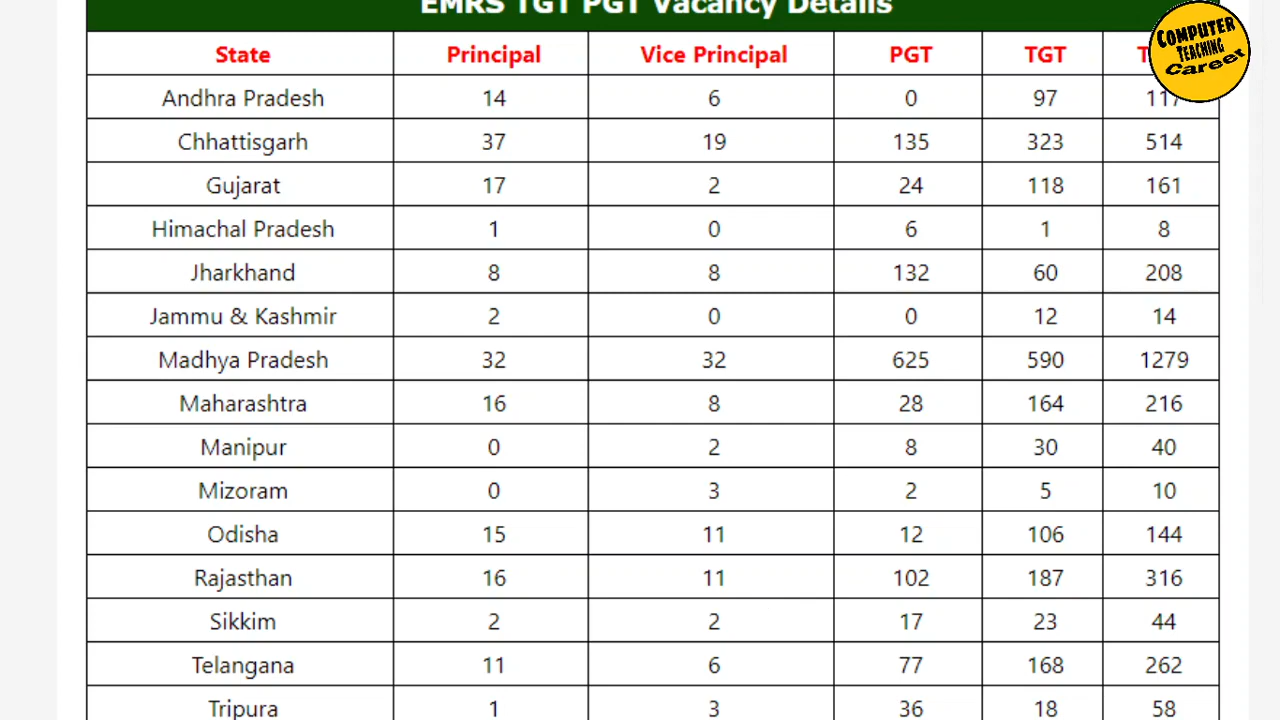 EMRS TGT PGT Vacancy Details
COMPUTER
TEACHING
Career
State Principal Vice Principal PGT TGT
Andhra Pradesh 14 6 0 97 117
Chhattisgarh 37 19 135 323 514
Gujarat 17 2 24 118 161
Himachal Pradesh 1 0 6 1 8
Jharkhand 8 8 132 60 208
Jammu & Kashmir 2 0 0 12 14
Madhya Pradesh 32 32 625 590 1279
Maharashtra 16 8 28 164 216
Manipur 0 2 8 30 40
Mizoram 0 3 2 5 10
Odisha 15 11 12 106 144
Rajasthan 16 11 102 187 316
Sikkim 2 2 17 23 44
Telangana 11 6 77 168 262
Tripura 1 3 36 18 58